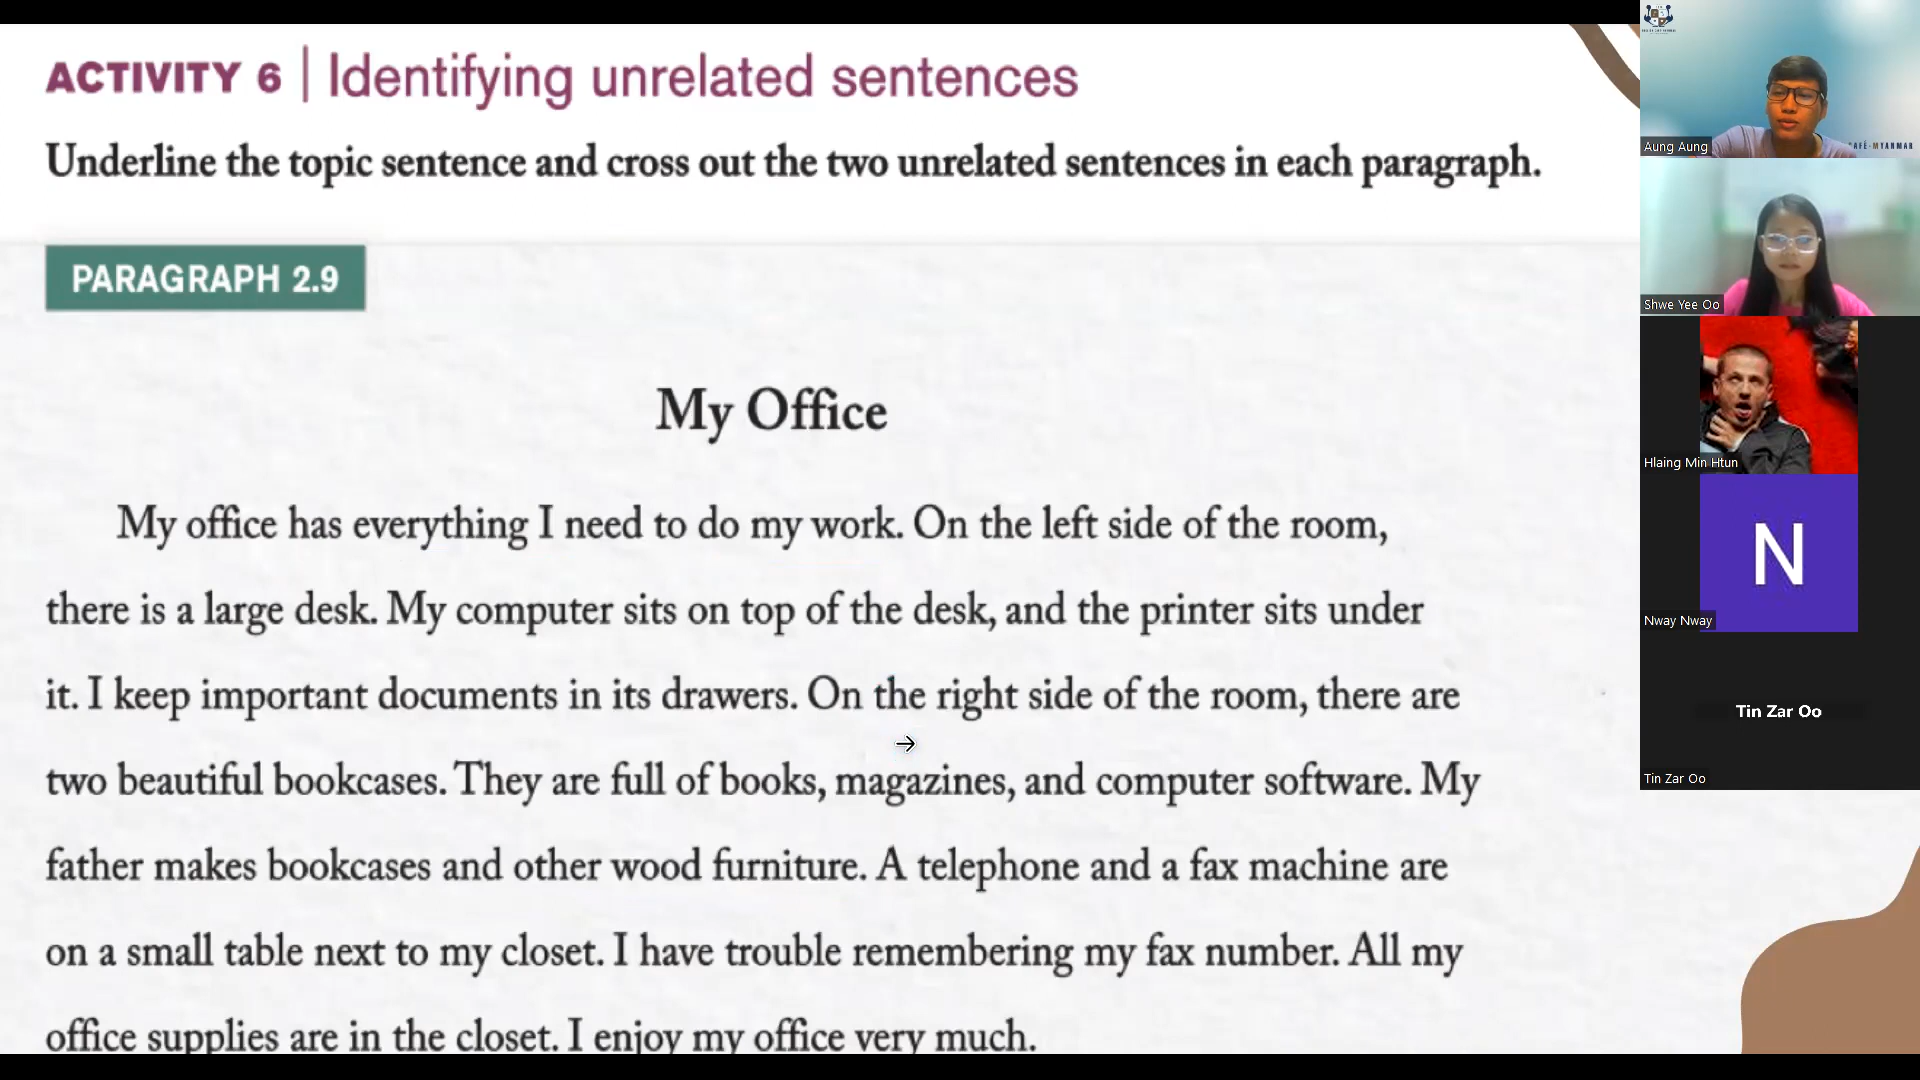 ACTIVITY 6 | Identifying unrelated sentences
Underline the topic sentence and cross out the two unrelated sentences in each paragraph.
PARAGRAPH 2.9
My Office
My office has everything I need to do my work. On the left side of the room,
there is a large desk. My computer sits on top of the desk, and the printer sits under
it. I keep important documents in its drawers. On the right side of the room, there are
two beautiful bookcases. They are full of books, magazines, and computer software. My
father makes bookcases and other wood furniture. A telephone and a fax machine are
on a small table next to my closet. I have trouble remembering my fax number. All my
office supplies are in the closet. I enjoy my office very much.
Aung Aung
Shwe Yee Oo
Hlaing Min Htun
N
Nway Nway
Tin Zar Oo
Tin Zar Oo